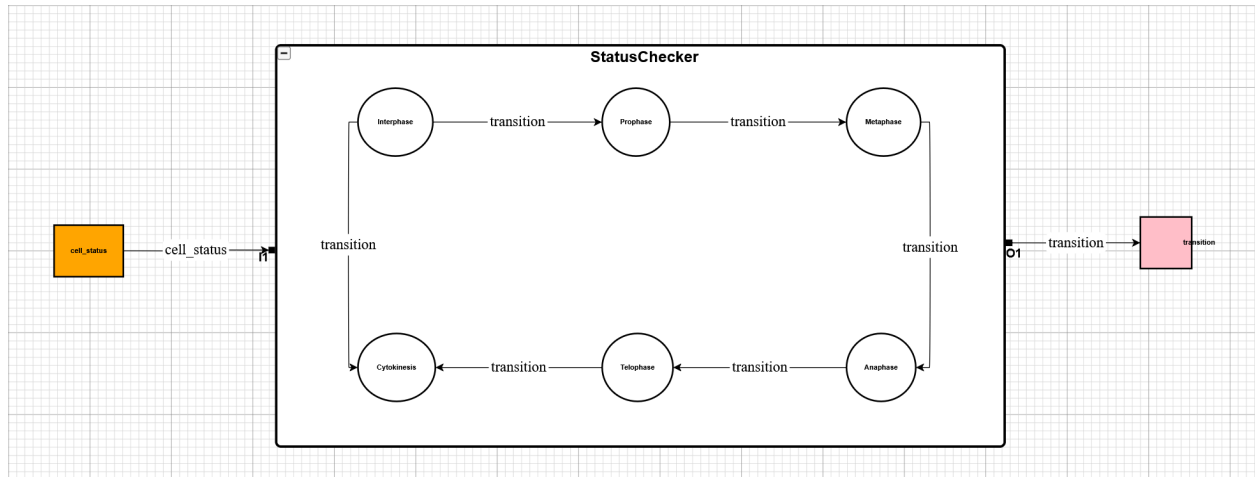 StatusChecker
Interphase
transition
Prophase
transition
Metaphase
transition
transition
cell_status
cell_status
I1
O1
transition
transition
Cytokinesis
transition
Telophase
transition
Anaphase